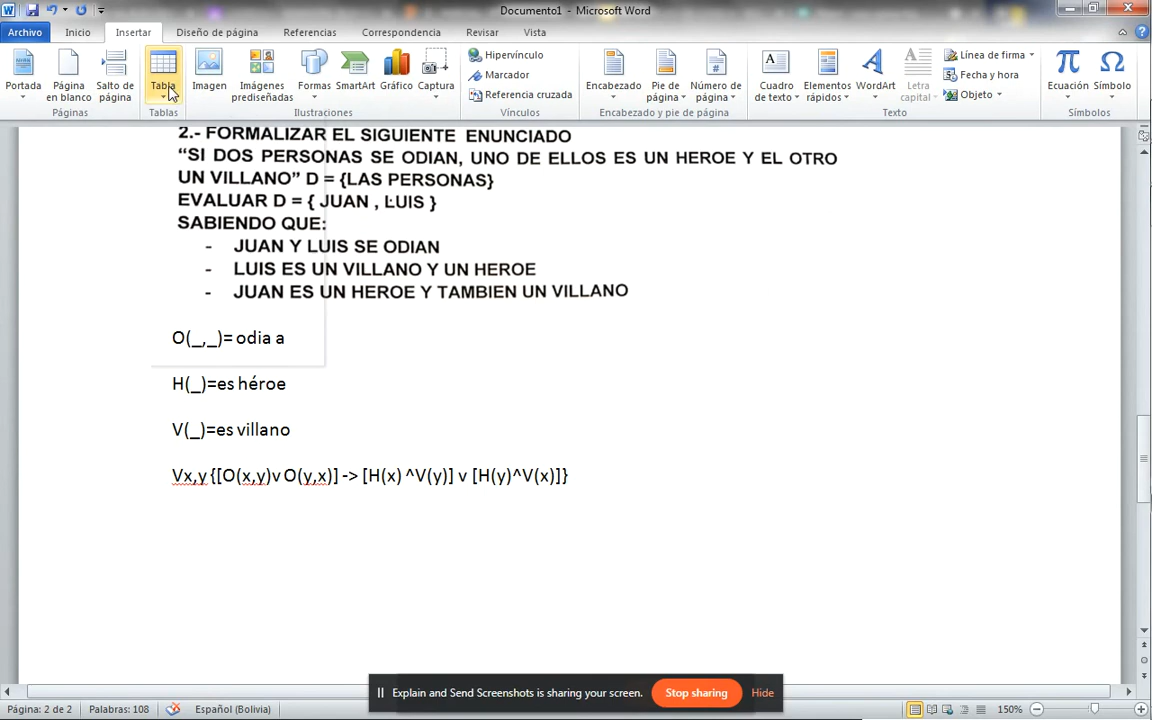 Documento1 - Microsoft Word
Archivo Inicio Insertar Diseño de página Referencias Correspondencia Revisar Vista
Portada Página en blanco Salto de página Tabla Imagen Imágenes prediseñadas Formas SmartArt Gráfico Captura Hipervínculo Marcador Referencia cruzada Encabezado Pie de página Número de página Cuadro de texto Elementos rápidos WordArt Letra capital Línea de firma Fecha y hora Objeto Ecuación Símbolo
Páginas Tablas Ilustraciones Vínculos Encabezado y pie de página Texto Símbolos
2.- FORMALIZAR EL SIGUIENTE ENUNCIADO
“SI DOS PERSONAS SE ODIAN, UNO DE ELLOS ES UN HEROE Y EL OTRO
UN VILLANO” D = {LAS PERSONAS}
EVALUAR D = { JUAN , LUIS }
SABIENDO QUE:
- JUAN Y LUIS SE ODIAN
- LUIS ES UN VILLANO Y UN HEROE
- JUAN ES UN HEROE Y TAMBIEN UN VILLANO
O(_,_)= odia a
H(_)=es héroe
V(_)=es villano
Vx,y {[O(x,y)v O(y,x)] -> [H(x) ^V(y)] v [H(y)^V(x)]}
Explain and Send Screenshots is sharing your screen. Stop sharing Hide
Página: 2 de 2 Palabras: 108 Español (Bolivia) 150%